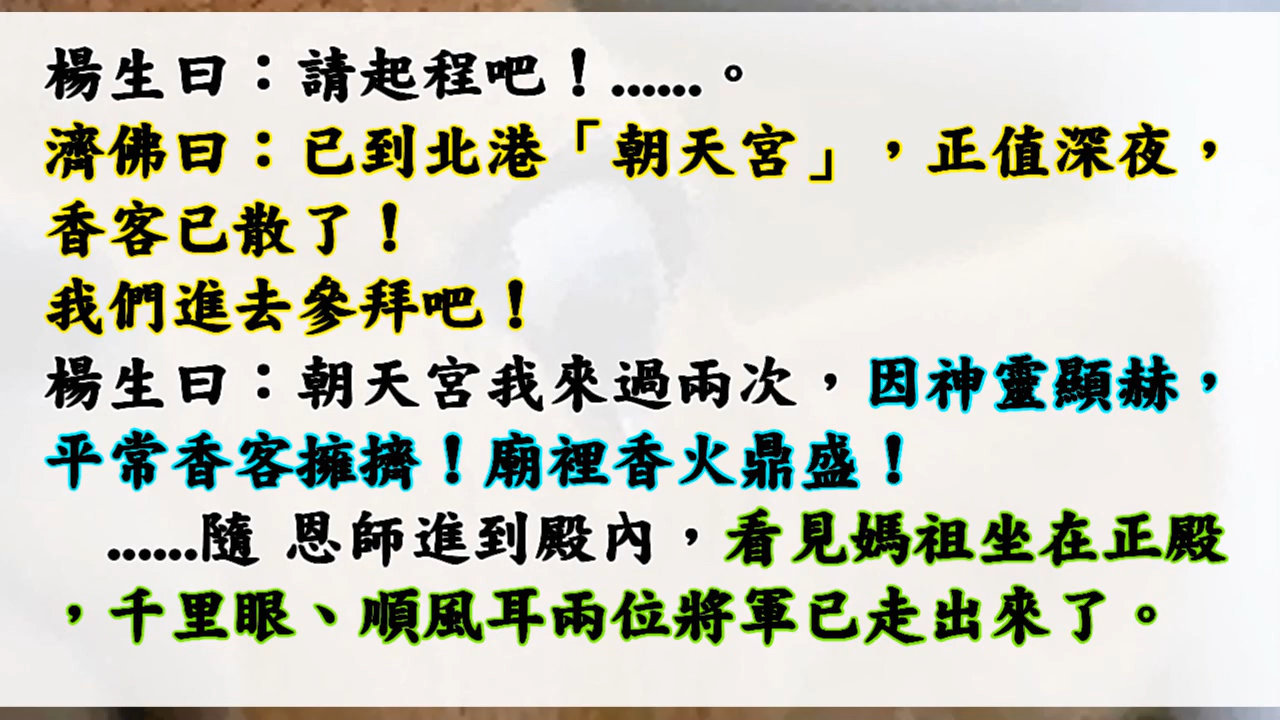 楊生曰：請起程吧！......。
濟佛曰：已到北港「朝天宮」，正值深夜，
香客已散了！
我們進去參拜吧！
楊生曰：朝天宮我來過兩次，因神靈顯赫，
平常香客擁擠！廟裡香火鼎盛！
......隨 恩師進到殿內，看見媽祖坐在正殿
，千里眼、順風耳兩位將軍已走出來了。